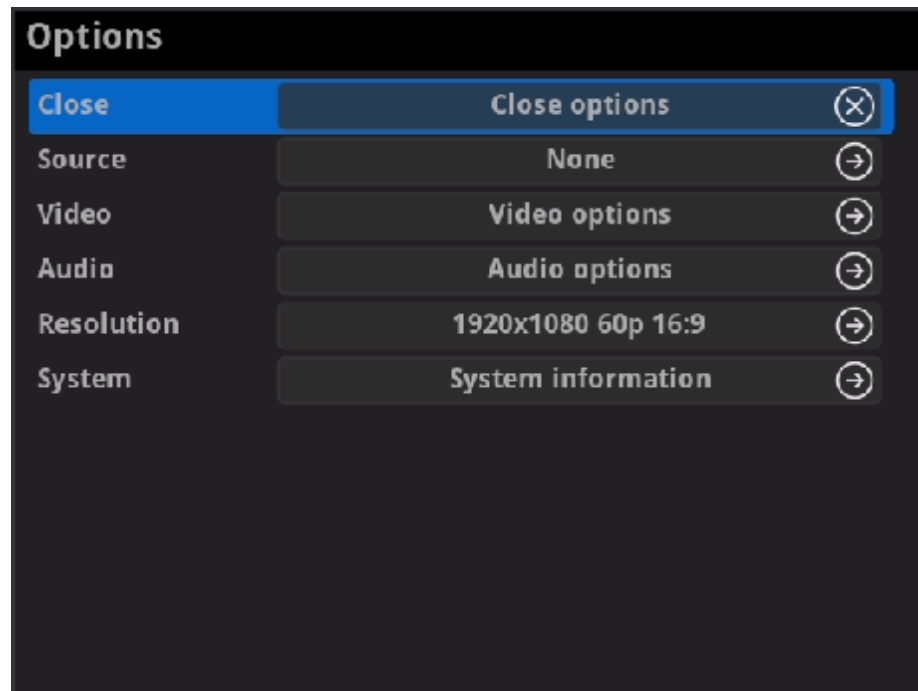 Options
Close Close options
Source None
Video Video options
Audio Audio options
Resolution 1920x1080 60p 16:9
System System information